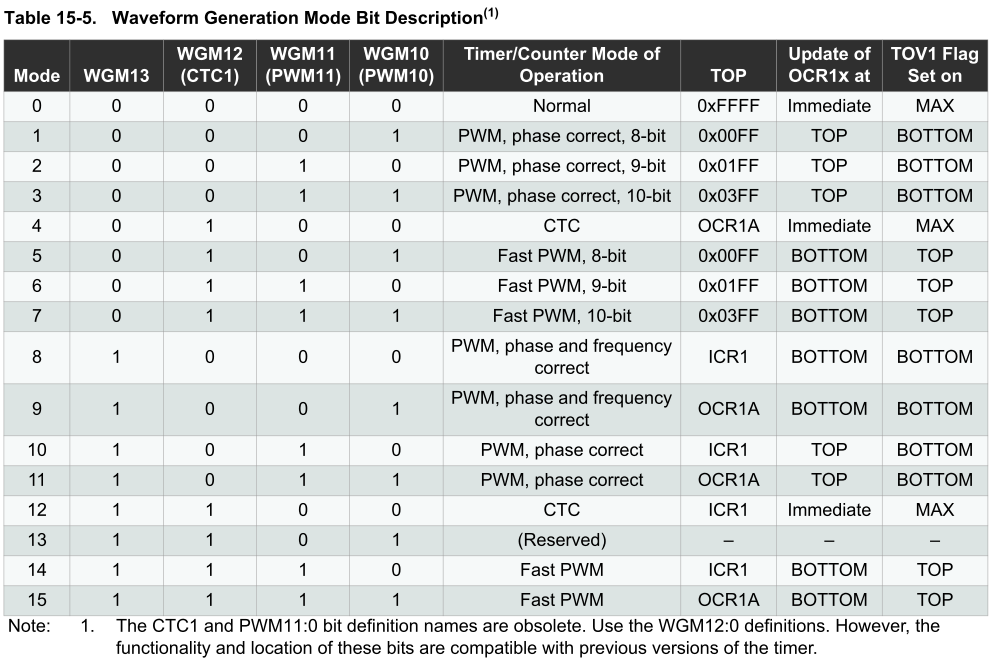 Table 15-5. Waveform Generation Mode Bit Description(1)
Mode WGM13 WGM12 (CTC1) WGM11 (PWM11) WGM10 (PWM10) Timer/Counter Mode of Operation TOP Update of OCR1x at TOV1 Flag Set on
0 0 0 0 0 Normal 0xFFFF Immediate MAX
1 0 0 0 1 PWM, phase correct, 8-bit 0x00FF TOP BOTTOM
2 0 0 1 0 PWM, phase correct, 9-bit 0x01FF TOP BOTTOM
3 0 0 1 1 PWM, phase correct, 10-bit 0x03FF TOP BOTTOM
4 0 1 0 0 CTC OCR1A Immediate MAX
5 0 1 0 1 Fast PWM, 8-bit 0x00FF BOTTOM TOP
6 0 1 1 0 Fast PWM, 9-bit 0x01FF BOTTOM TOP
7 0 1 1 1 Fast PWM, 10-bit 0x03FF BOTTOM TOP
8 1 0 0 0 PWM, phase and frequency correct ICR1 BOTTOM BOTTOM
9 1 0 0 1 PWM, phase and frequency correct OCR1A BOTTOM BOTTOM
10 1 0 1 0 PWM, phase correct ICR1 TOP BOTTOM
11 1 0 1 1 PWM, phase correct OCR1A TOP BOTTOM
12 1 1 0 0 CTC ICR1 Immediate MAX
13 1 1 0 1 (Reserved) – – –
14 1 1 1 0 Fast PWM ICR1 BOTTOM TOP
15 1 1 1 1 Fast PWM OCR1A BOTTOM TOP
Note: 1. The CTC1 and PWM11:0 bit definition names are obsolete. Use the WGM12:0 definitions. However, the
functionality and location of these bits are compatible with previous versions of the timer.